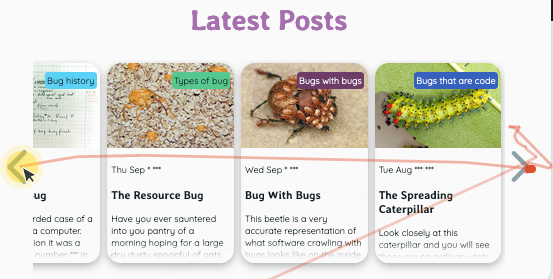 Latest Posts
Bug history
Types of bug
Bugs with bugs
Bugs that are code
Thu Sep * ***
Wed Sep * ***
Tue Aug *** ***
ug
The Resource Bug
Bug With Bugs
The Spreading
Caterpillar
rded case of a
a computer.
ion it was a
number *** in
Have you ever sauntered
into you pantry of a
morning hoping for a large
dry dusty spoonful of oats
This beetle is a very
accurate representation of
what software crawling with
bugs looks like on the inside
Look closely at this
caterpillar and you will see
those are ordinary dots